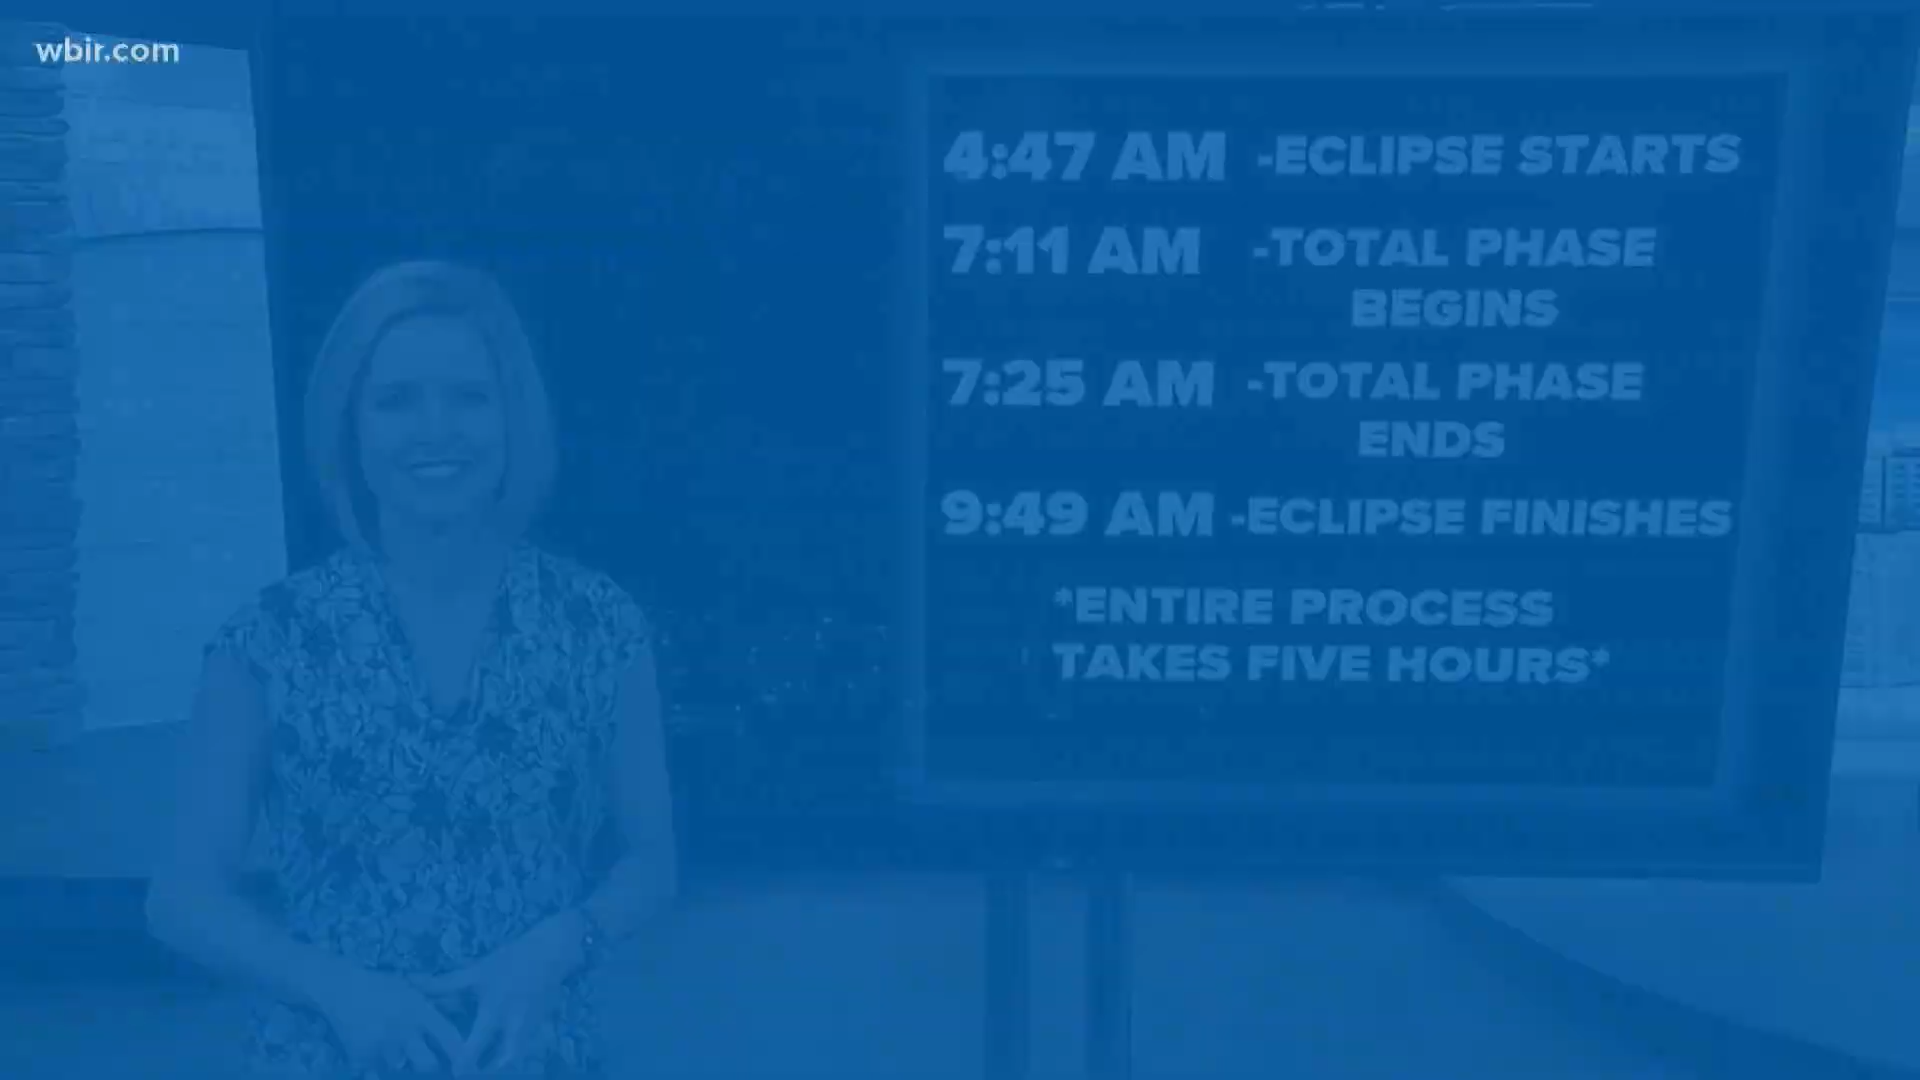 wbir.com
4:47 AM -ECLIPSE STARTS
7:11 AM -TOTAL PHASE
BEGINS
7:25 AM -TOTAL PHASE
ENDS
9:49 AM -ECLIPSE FINISHES
*ENTIRE PROCESS
TAKES FIVE HOURS*